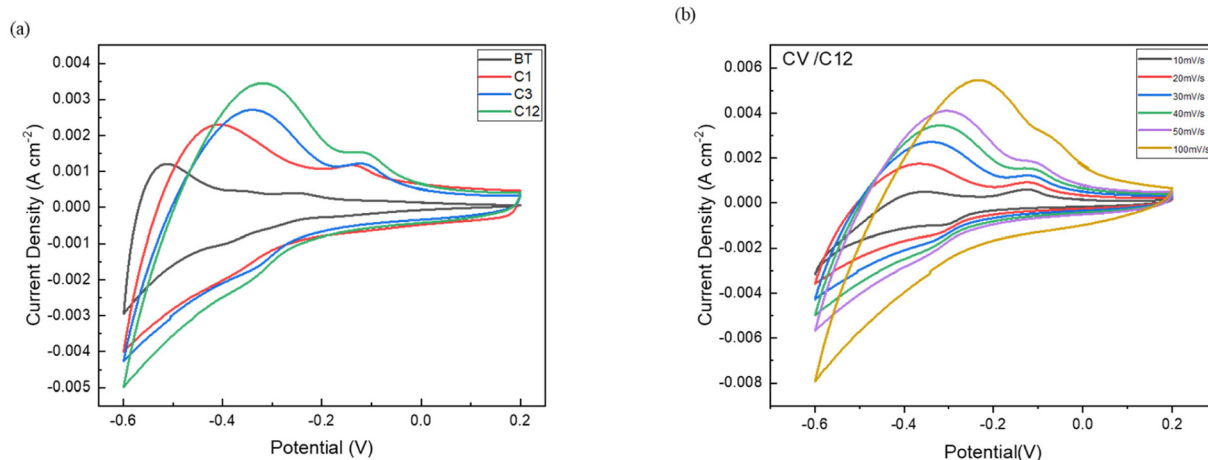 (a)
0.004
0.003
0.002
0.001
0.000
-0.001
-0.002
-0.003
-0.004
-0.005
-0.6
-0.4
-0.2
0.0
0.2
Potential (V)
Current Density (A cm⁻²)
BT
C1
C3
C12
(b)
CV /C12
0.006
0.004
0.002
0.000
-0.002
-0.004
-0.006
-0.008
-0.6
-0.4
-0.2
0.0
0.2
Potential(V)
Current Density (A cm⁻²)
10mV/s
20mV/s
30mV/s
40mV/s
50mV/s
100mV/s